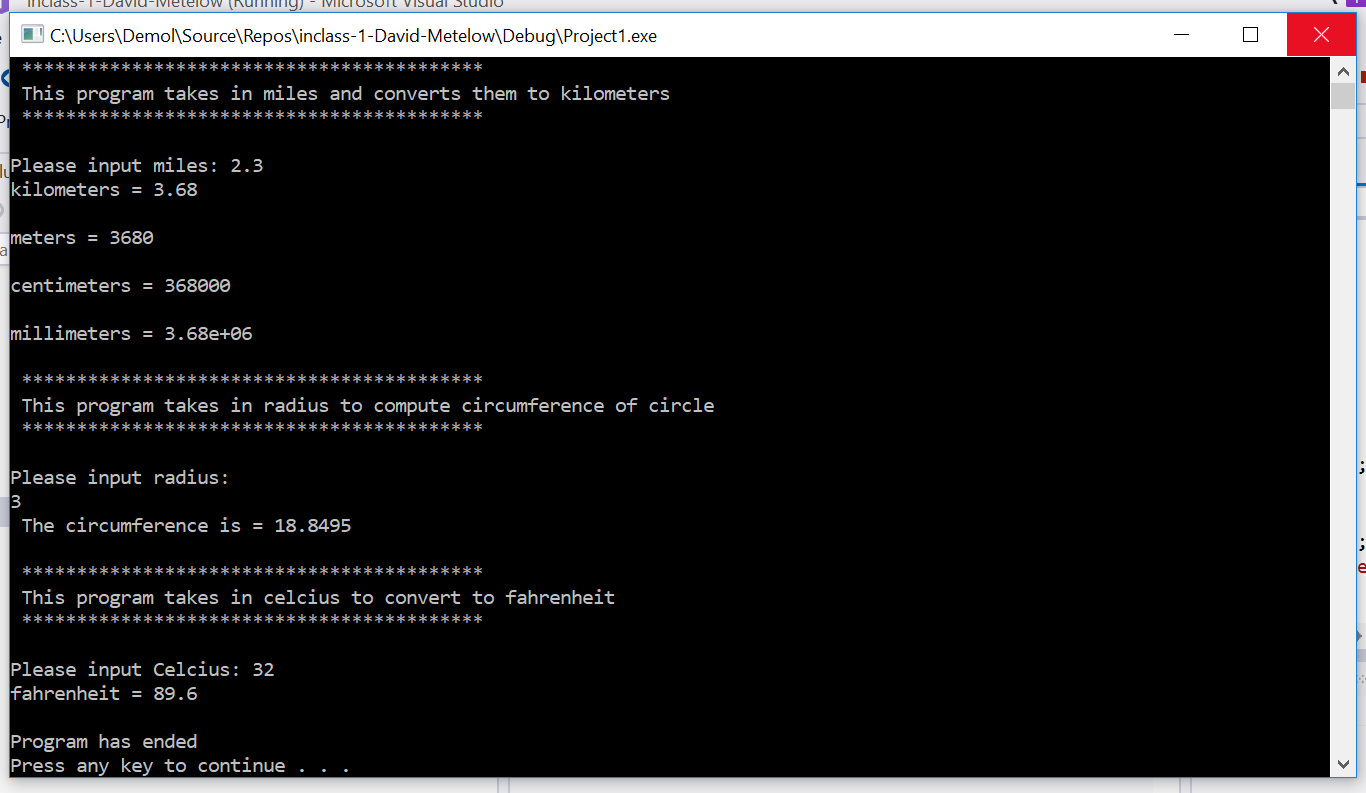 inclass-1-David-Metelow (Running) - Microsoft Visual Studio
C:\Users\Demol\Source\Repos\inclass-1-David-Metelow\Debug\Project1.exe
******************************************
This program takes in miles and converts them to kilometers
******************************************
Please input miles: 2.3
kilometers = 3.68
meters = 3680
centimeters = 368000
millimeters = 3.68e+06
******************************************
This program takes in radius to compute circumference of circle
******************************************
Please input radius:
3
The circumference is = 18.8495
******************************************
This program takes in celcius to convert to fahrenheit
******************************************
Please input Celcius: 32
fahrenheit = 89.6
Program has ended
Press any key to continue . . .